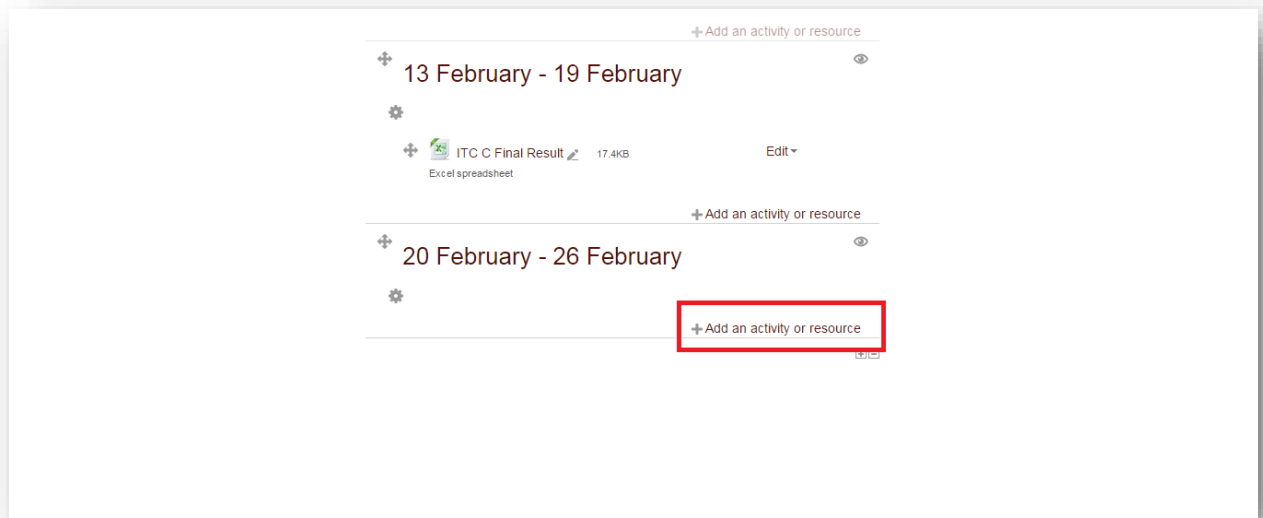 Add an activity or resource
13 February - 19 February
ITC C Final Result 17.4KB Edit
Excel spreadsheet
Add an activity or resource
20 February - 26 February
Add an activity or resource